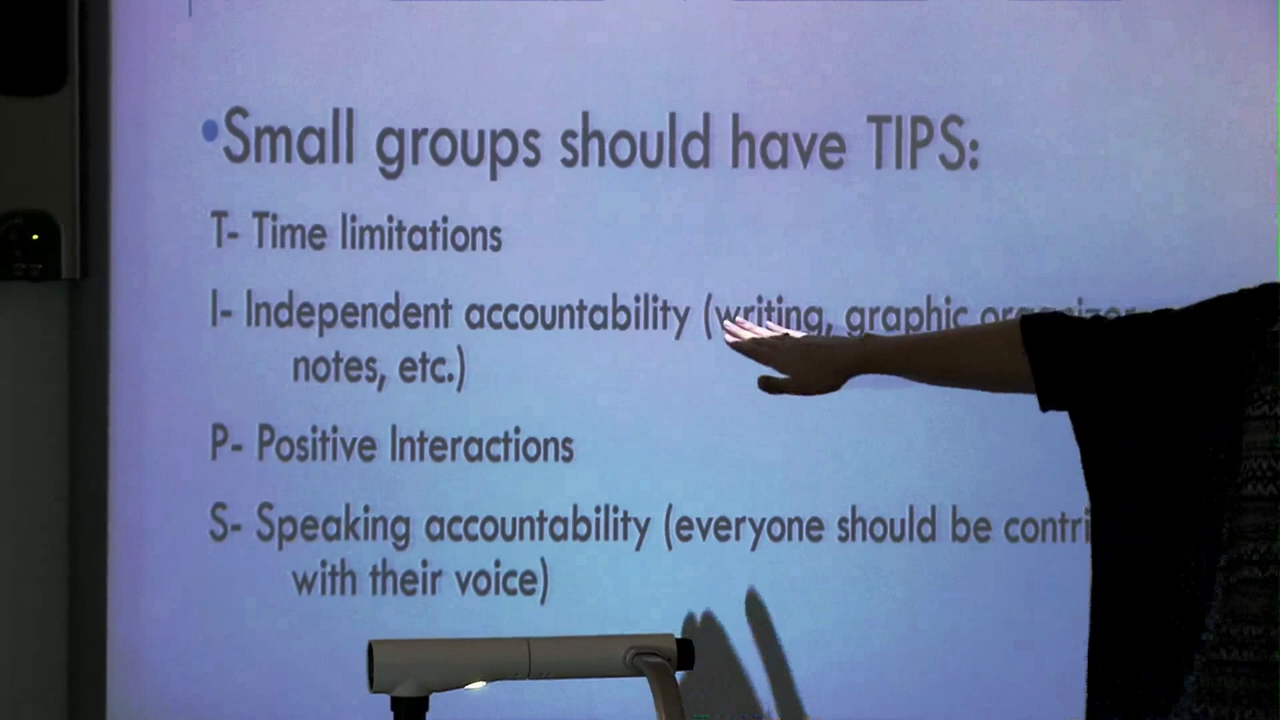 •Small groups should have TIPS:
T- Time limitations
I- Independent accountability (writing, graphic organizer
notes, etc.)
P- Positive Interactions
S- Speaking accountability (everyone should be contri
with their voice)